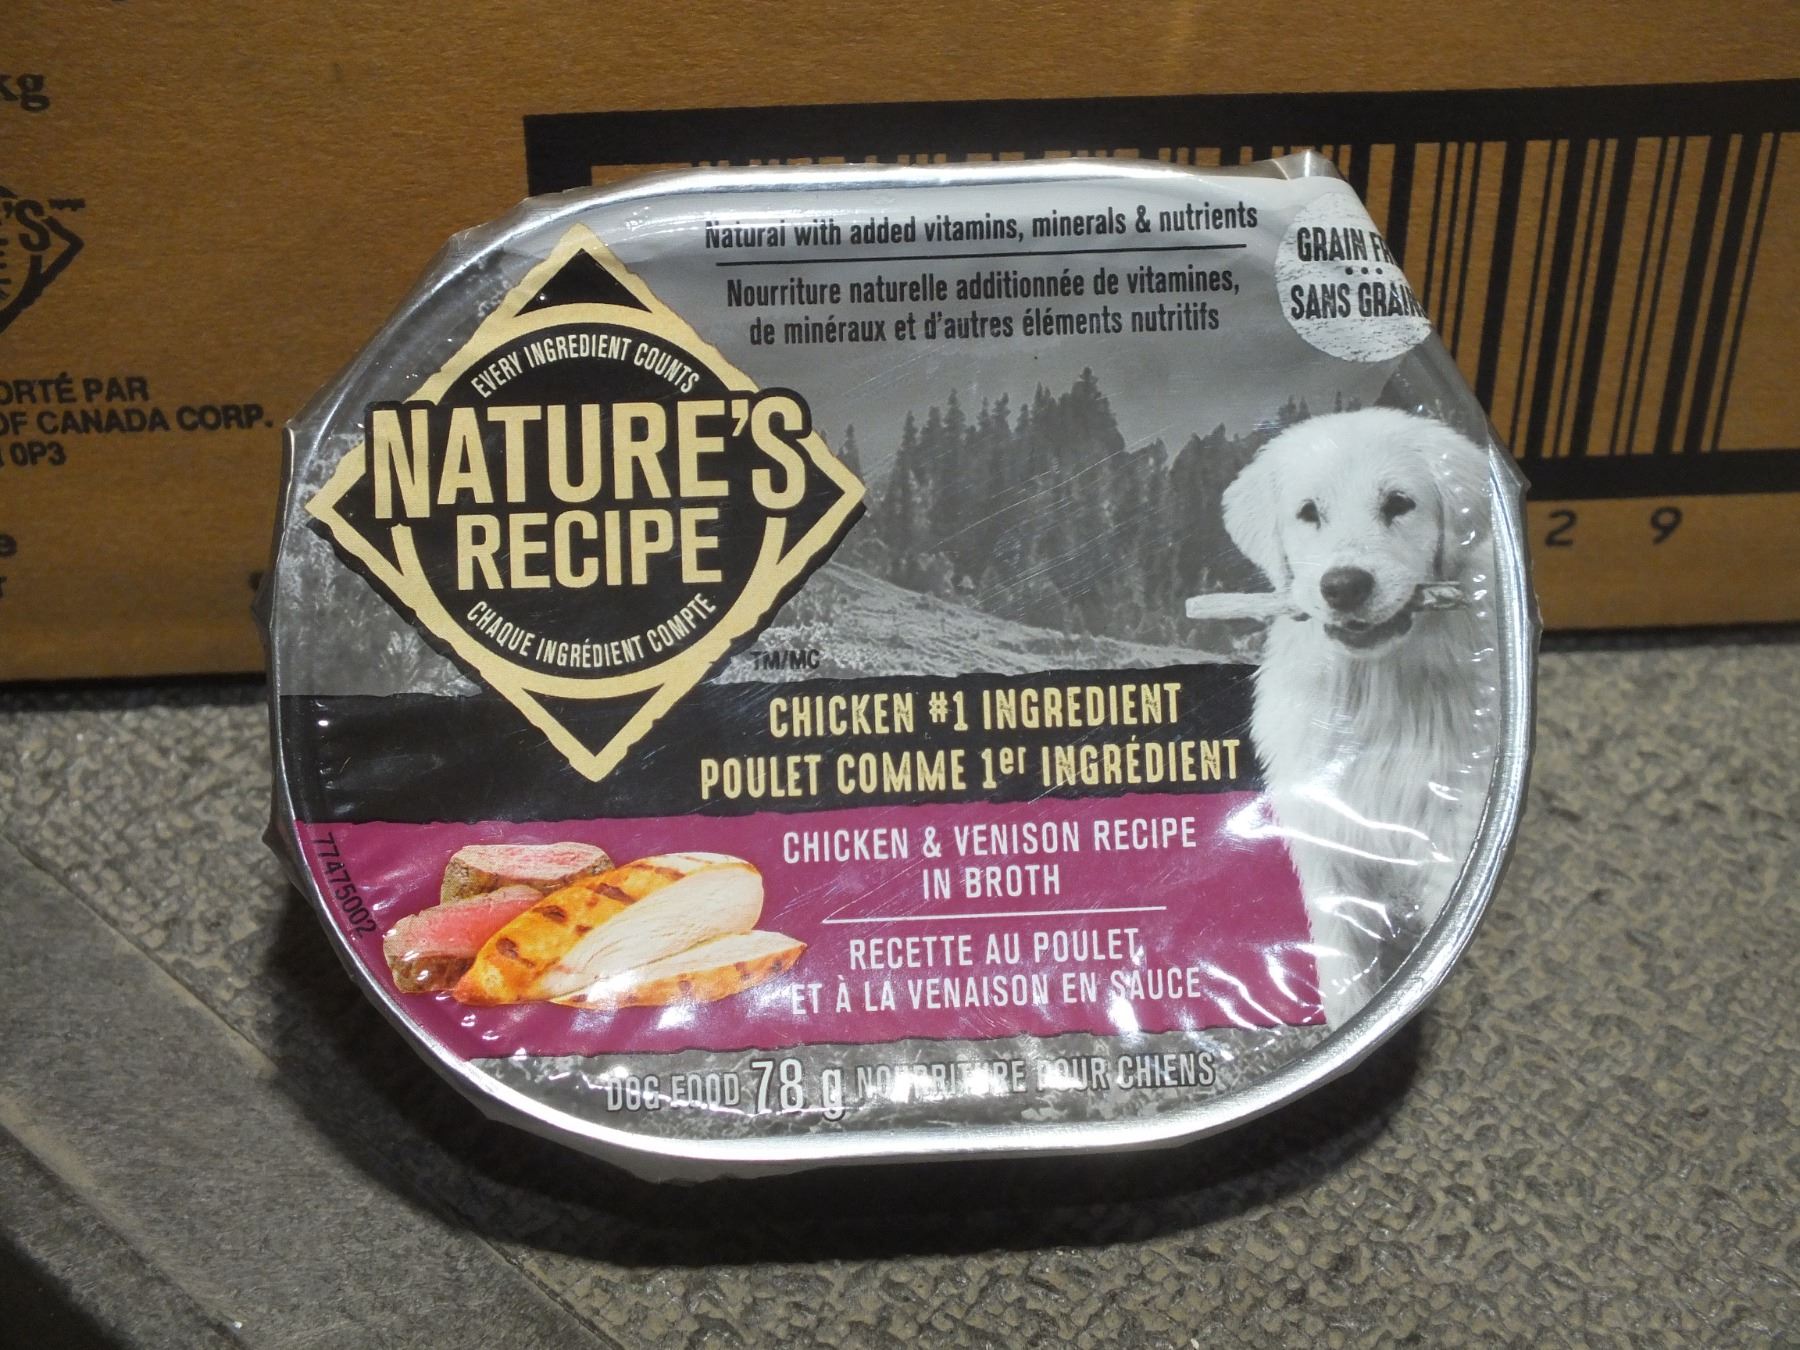 kg
ORTÉ PAR
OF CANADA CORP.
0P3
2 9
Natural with added vitamins, minerals & nutrients
Nourriture naturelle additionnée de vitamines,
de minéraux et d'autres éléments nutritifs
GRAIN
SANS
EVERY INGREDIENT COUNTS
NATURE'S
RECIPE
CHAQUE INGRÉDIENT COMPTE
TM/MC
CHICKEN #1 INGREDIENT
POULET COMME 1er INGRÉDIENT
CHICKEN & VENISON RECIPE
IN BROTH
RECETTE AU POULET
ET À LA VENAISON EN SAUCE
77475002
DOG FOOD 78 g NOURRITURE POUR CHIENS